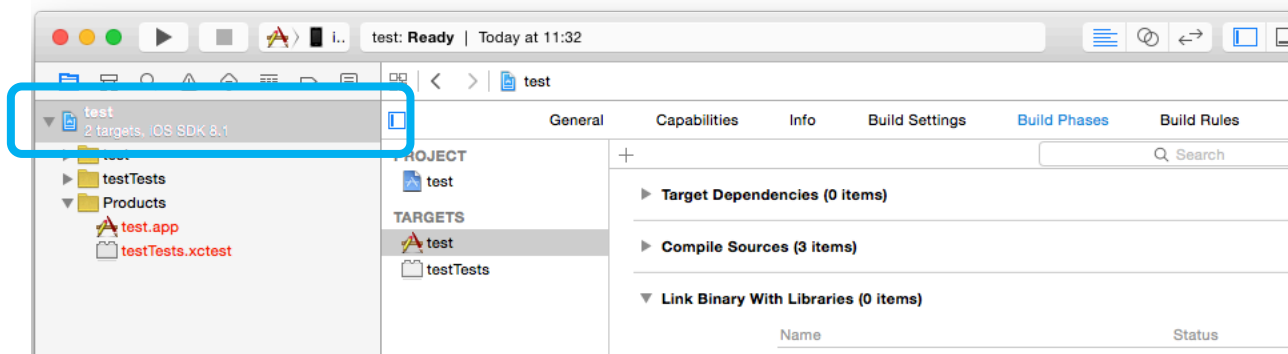 i..
test: Ready | Today at 11:32
test
test
2 targets, iOS SDK 8.1
General
Capabilities
Info
Build Settings
Build Phases
Build Rules
test
testTests
Products
test.app
testTests.xctest
PROJECT
test
TARGETS
test
testTests
Search
Target Dependencies (0 items)
Compile Sources (3 items)
Link Binary With Libraries (0 items)
Name
Status